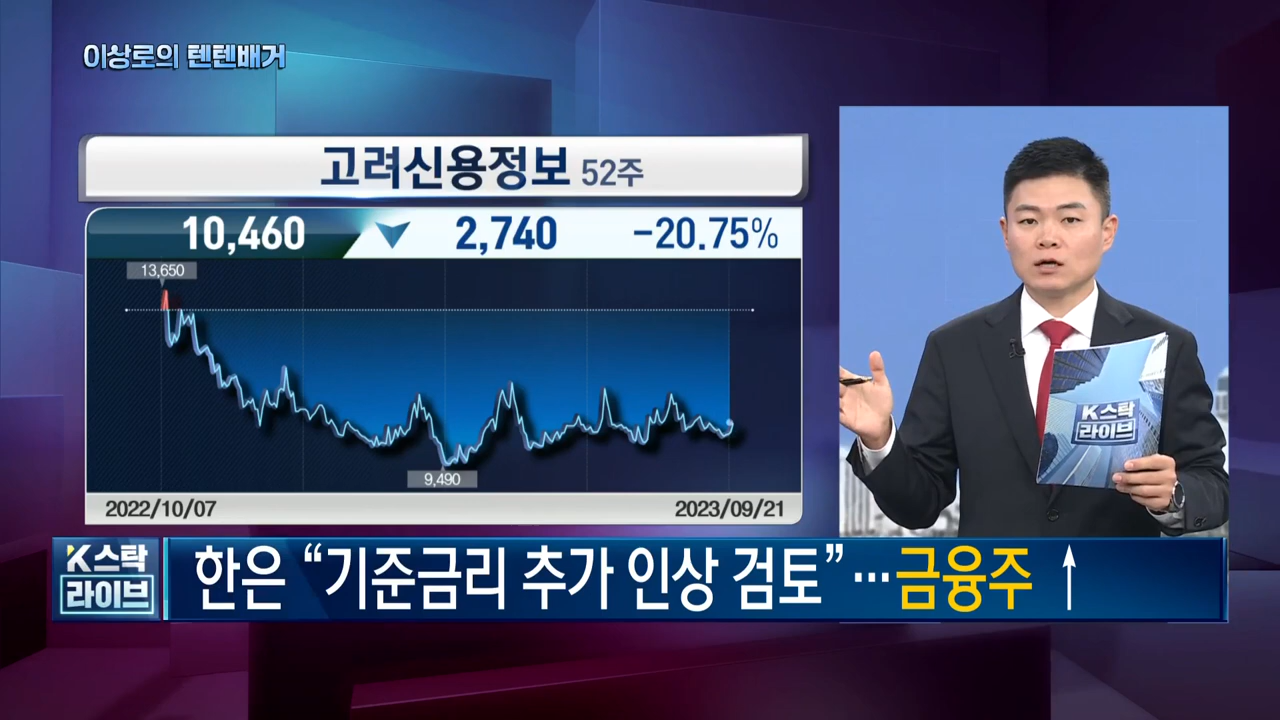 이상로의 텐텐배거
고려신용정보 52주
10,460 ▼ 2,740 -20.75%
13,650
9,490
2022/10/07 2023/09/21
K스탁
라이브
K스탁
라이브
한은 “기준금리 추가 인상 검토”…금융주 ↑